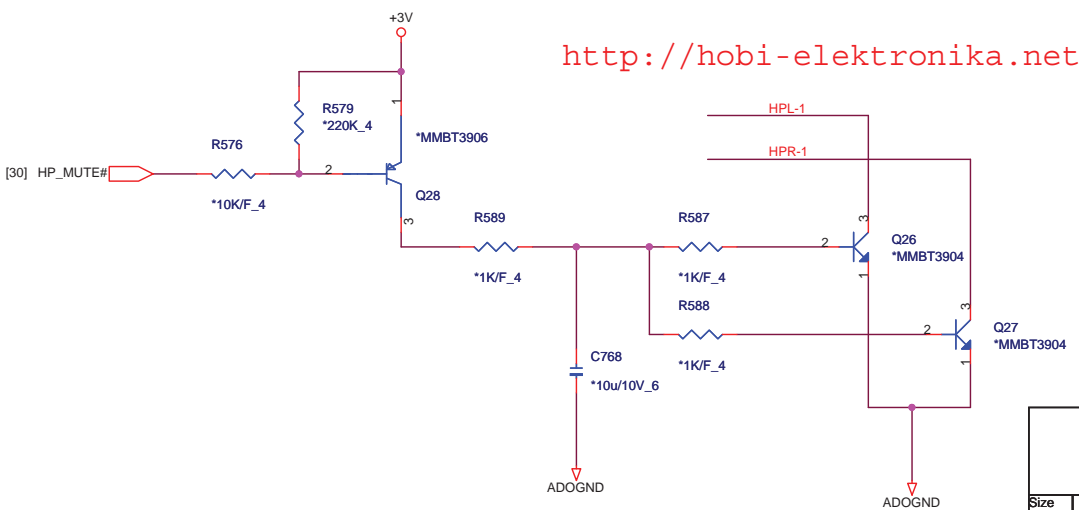 +3V
http://hobi-elektronika.net
R579
*220K_4
1
*MMBT3906
HPL-1
R576
HPR-1
[30] HP_MUTE#
2
*10K/F_4
Q28
3
R589
R587
3
2
Q26
*MMBT3904
*1K/F_4
*1K/F_4
1
R588
3
2
Q27
*MMBT3904
C768
*1K/F_4
1
*10u/10V_6
ADOGND
ADOGND
Size